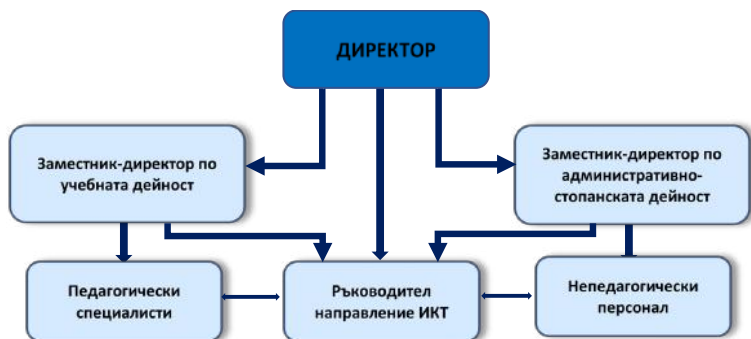 ДИРЕКТОР
Заместник-директор по
учебната дейност
Заместник-директор по
административно-
стопанската дейност
Педагогически
специалисти
Ръководител
направление ИКТ
Непедагогически
персонал